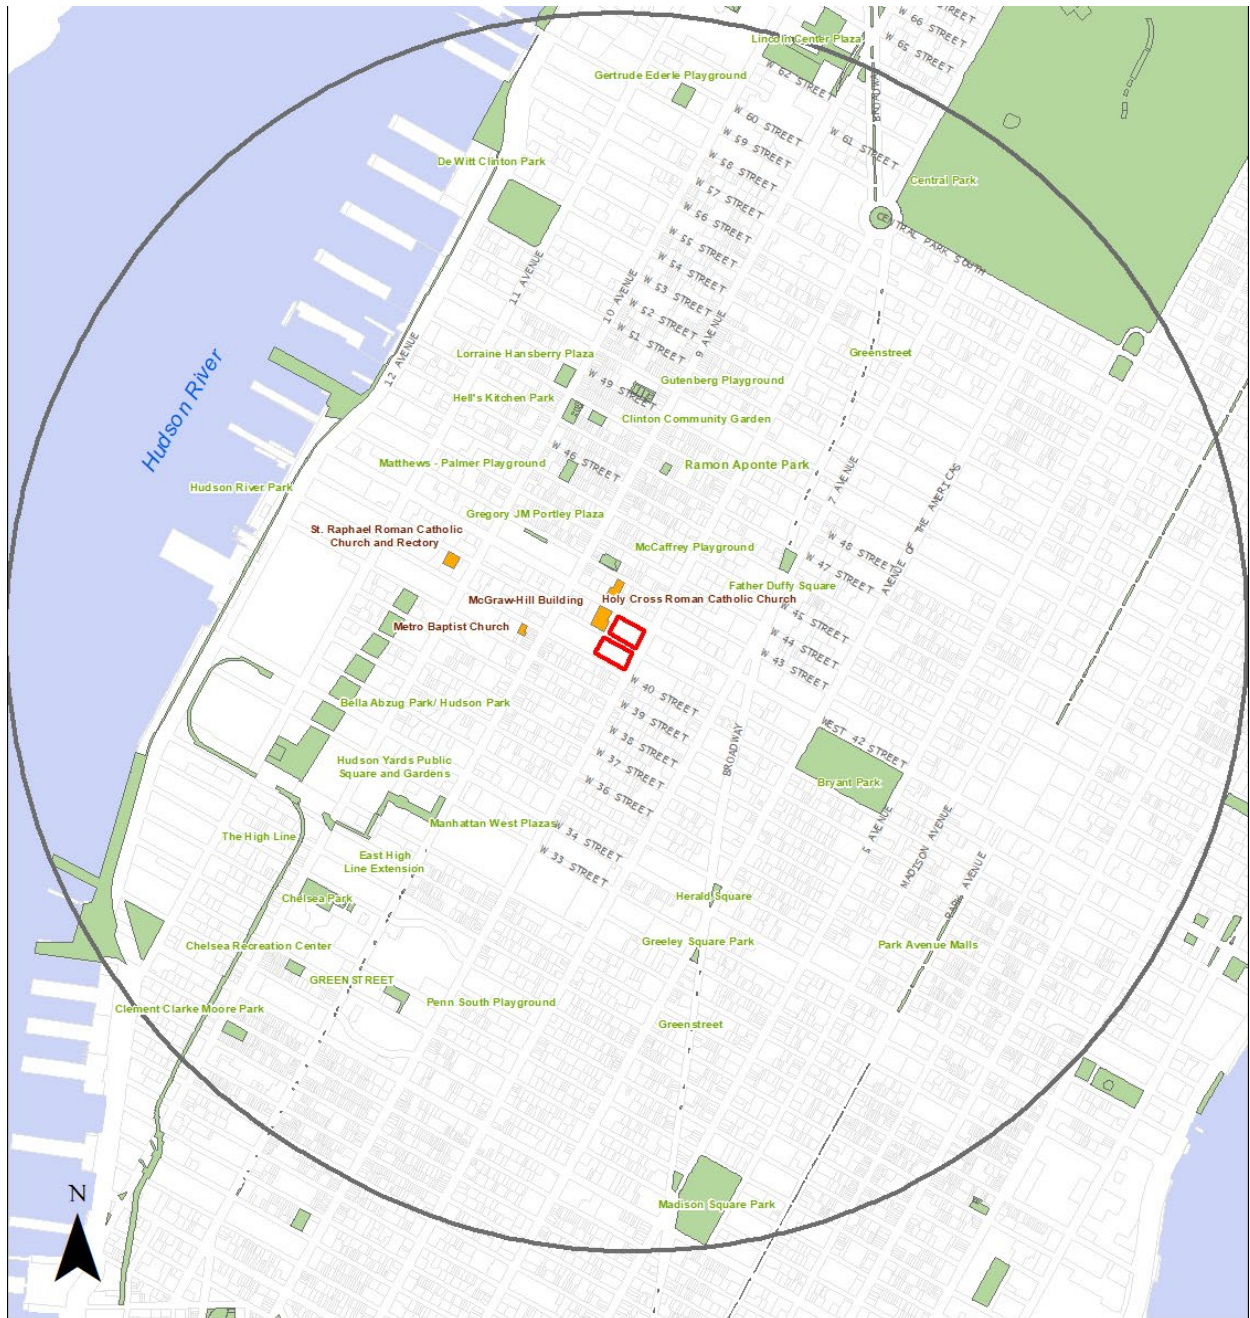 W 66 STREET
W 65 STREET
Lincoln Center Plaza
W 62 STREET
Gertrude Ederle Playground
BROADWAY
W 61 STREET
W 60 STREET
W 59 STREET
W 58 STREET
W 57 STREET
W 56 STREET
W 55 STREET
W 54 STREET
W 53 STREET
W 52 STREET
W 51 STREET
De Witt Clinton Park
Central Park
CENTRAL PARK SOUTH
11 AVENUE
10 AVENUE
9 AVENUE
12 AVENUE
Hudson River
Lorraine Hansberry Plaza
Greenstreet
W 49 STREET
Gutenberg Playground
Hell's Kitchen Park
Clinton Community Garden
W 46 STREET
Matthews - Palmer Playground
Ramon Aponte Park
7 AVENUE
AVENUE OF THE AMERICAS
Hudson River Park
Gregory JM Portley Plaza
St. Raphael Roman Catholic
Church and Rectory
McCaffrey Playground
W 48 STREET
W 47 STREET
Father Duffy Square
McGraw-Hill Building
Holy Cross Roman Catholic Church
W 45 STREET
W 44 STREET
W 43 STREET
Metro Baptist Church
W 40 STREET
W 39 STREET
W 38 STREET
W 37 STREET
W 36 STREET
Bella Abzug Park/ Hudson Park
BROADWAY
WEST 42 STREET
Bryant Park
Hudson Yards Public
Square and Gardens
5 AVENUE
MADISON AVENUE
PARK AVENUE
Manhattan West Plazas
W 34 STREET
W 33 STREET
The High Line
East High
Line Extension
Chelsea Park
Herald Square
Chelsea Recreation Center
Greeley Square Park
Park Avenue Malls
GREENSTREET
Clement Clarke Moore Park
Penn South Playground
Greenstreet
Madison Square Park
N